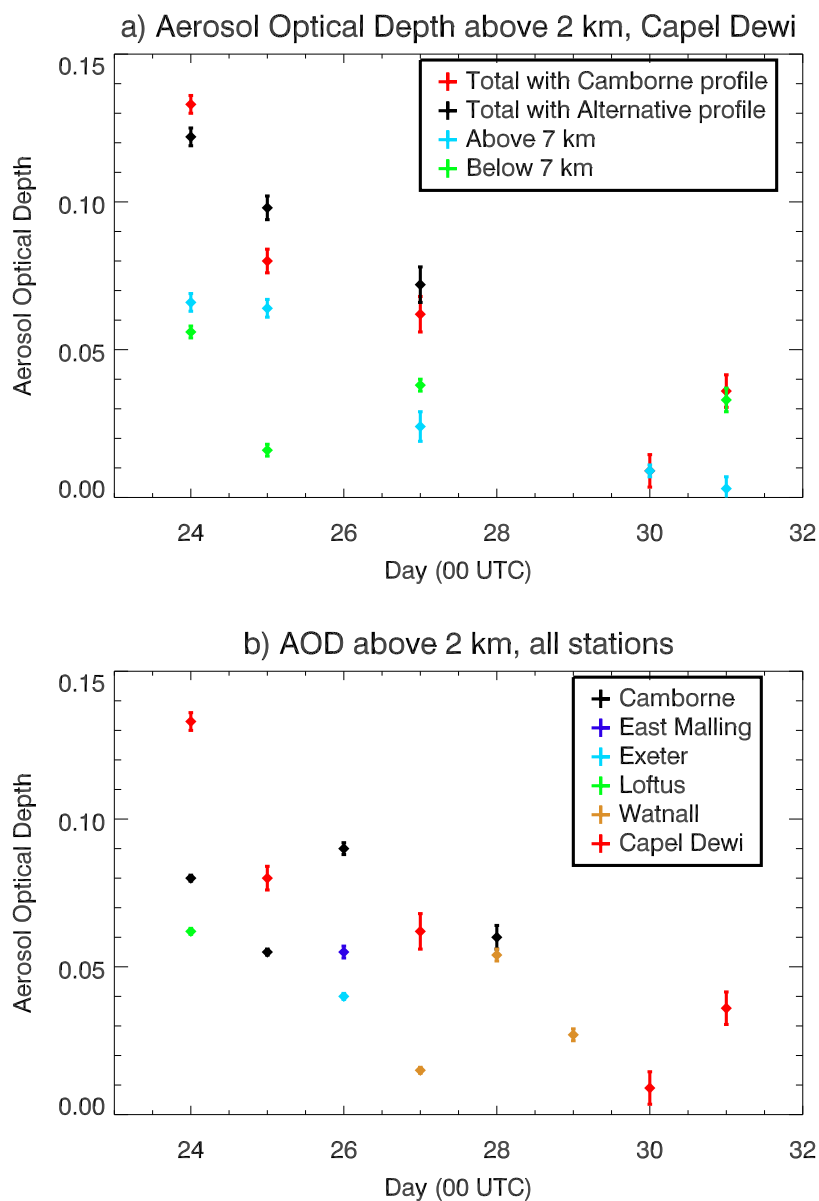 a) Aerosol Optical Depth above 2 km, Capel Dewi
0.15
Total with Camborne profile
Total with Alternative profile
Above 7 km
Below 7 km
0.10
Aerosol Optical Depth
0.05
0.00
24 26 28 30 32
Day (00 UTC)
b) AOD above 2 km, all stations
0.15
Camborne
East Malling
Exeter
Loftus
Watnall
Capel Dewi
0.10
Aerosol Optical Depth
0.05
0.00
24 26 28 30 32
Day (00 UTC)